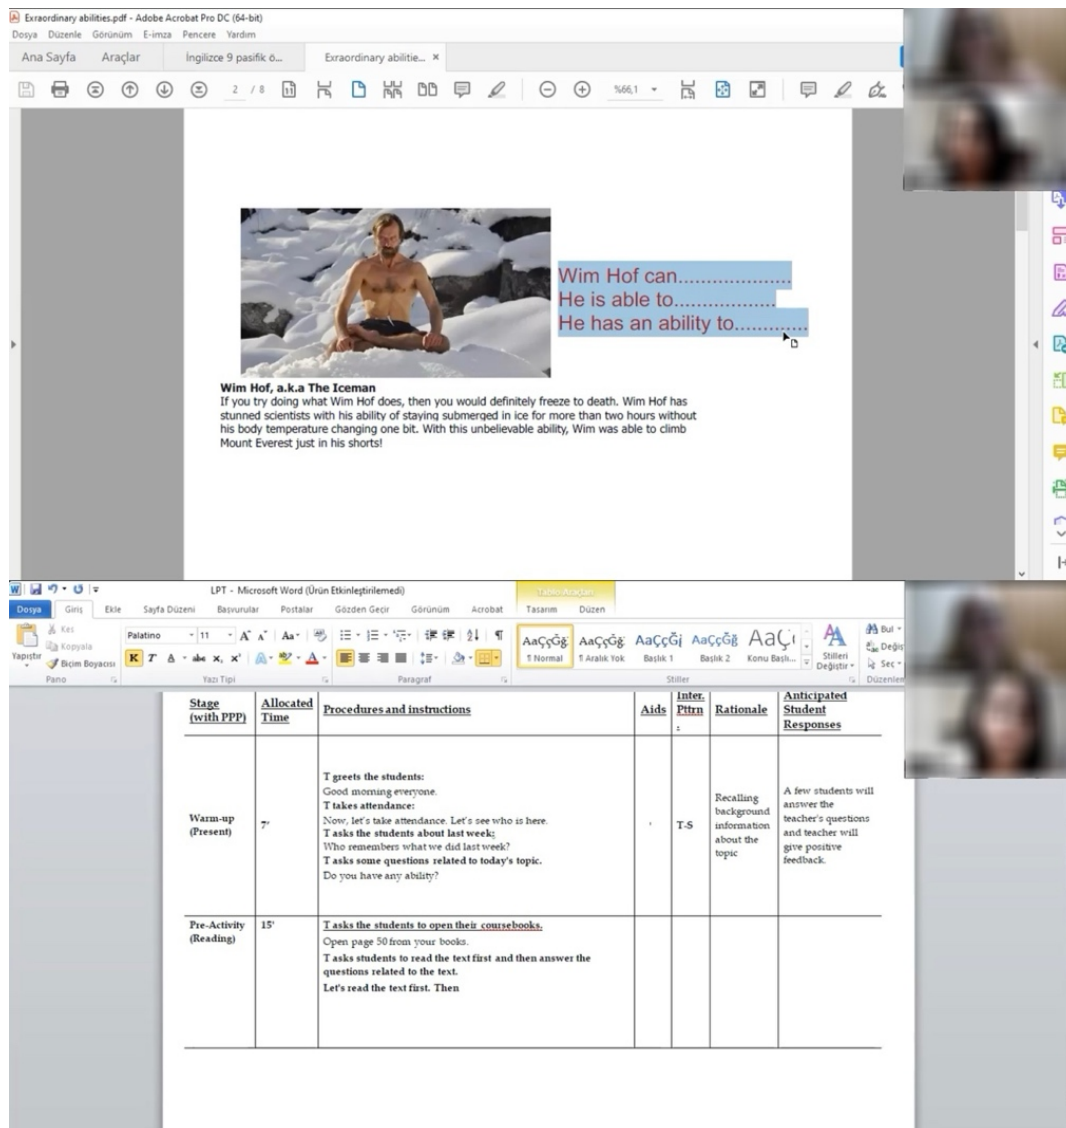 Exraordinary abilities.pdf - Adobe Acrobat Pro DC (64-bit)
Dosya Düzenle Görünüm E-imza Pencere Yardım
Ana Sayfa Araçlar İngilizce 9 pasifik ö... Exraordinary abilitie... ×
2 / 8 %66,1
Wim Hof can...................
He is able to.................
He has an ability to............
Wim Hof, a.k.a The Iceman
If you try doing what Wim Hof does, then you would definitely freeze to death. Wim Hof has
stunned scientists with his ability of staying submerged in ice for more than two hours without
his body temperature changing one bit. With this unbelievable ability, Wim was able to climb
Mount Everest just in his shorts!
LPT - Microsoft Word (Ürün Etkinleştirilemedi)
Tablo Araçları
Dosya Giriş Ekle Sayfa Düzeni Başvurular Postalar Gözden Geçir Görünüm Acrobat Tasarım Düzen
Kes
Kopyala
Biçim Boyacısı
Yapıştır
Pano
Palatino 11
K T A abc x, x²
Yazı Tipi
Paragraf
AaÇçĞğ AaÇçĞğ AaÇçĞğ AaÇçĞğ AaÇ
¶ Normal ¶ Aralık Yok Başlık 1 Başlık 2 Konu Başlı...
Stilleri
Değiştir
Stiller
Bul
Değiş
Seç
Düzenlen
Stage
(with PPP)
Allocated
Time
Procedures and instructions
Aids
Inter.
Pttrn
.
Rationale
Anticipated
Student
Responses
Warm-up
(Present)
7'
T greets the students:
Good morning everyone.
T takes attendance:
Now, let's take attendance. Let's see who is here.
T asks the students about last week:
Who remembers what we did last week?
T asks some questions related to today's topic.
Do you have any ability?
T-S
Recalling
background
information
about the
topic
A few students will
answer the
teacher's questions
and teacher will
give positive
feedback.
Pre-Activity
(Reading)
15'
T asks the students to open their coursebooks.
Open page 50 from your books.
T asks students to read the text first and then answer the
questions related to the text.
Let's read the text first. Then